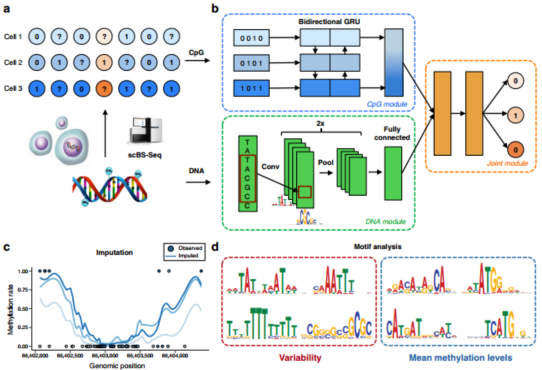 a
Cell 1 0 ? 0 ? 1 0 ?
Cell 2 0 1 ? 1 ? 0 1
Cell 3 1 ? 0 ? 1 ? 1
CpG
scBS-Seq
DNA
b
Bidirectional GRU
0 0 1 0
0 1 0 1
1 0 1 1
CpG module
2x
Fully
connected
T
A
T
A
C
G
C
C
Conv
Pool
DNA module
0
1
0
Joint module
c
Imputation
Observed
Imputed
Methylation rate
1.00
0.75
0.50
0.25
0.00
86,402,000 86,402,500 86,403,000 86,403,500 86,404,000
Genomic position
d
Motif analysis
Variability
Mean methylation levels